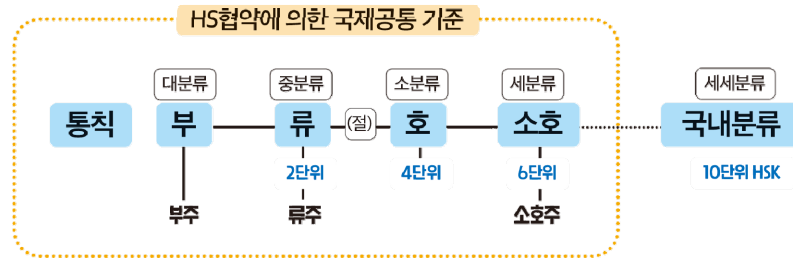 HS협약에 의한 국제공통 기준
대분류 중분류 소분류 세분류 세세분류
통칙 부 류 (절) 호 소호 국내분류
2단위 4단위 6단위 10단위 HSK
부주 류주 소호주